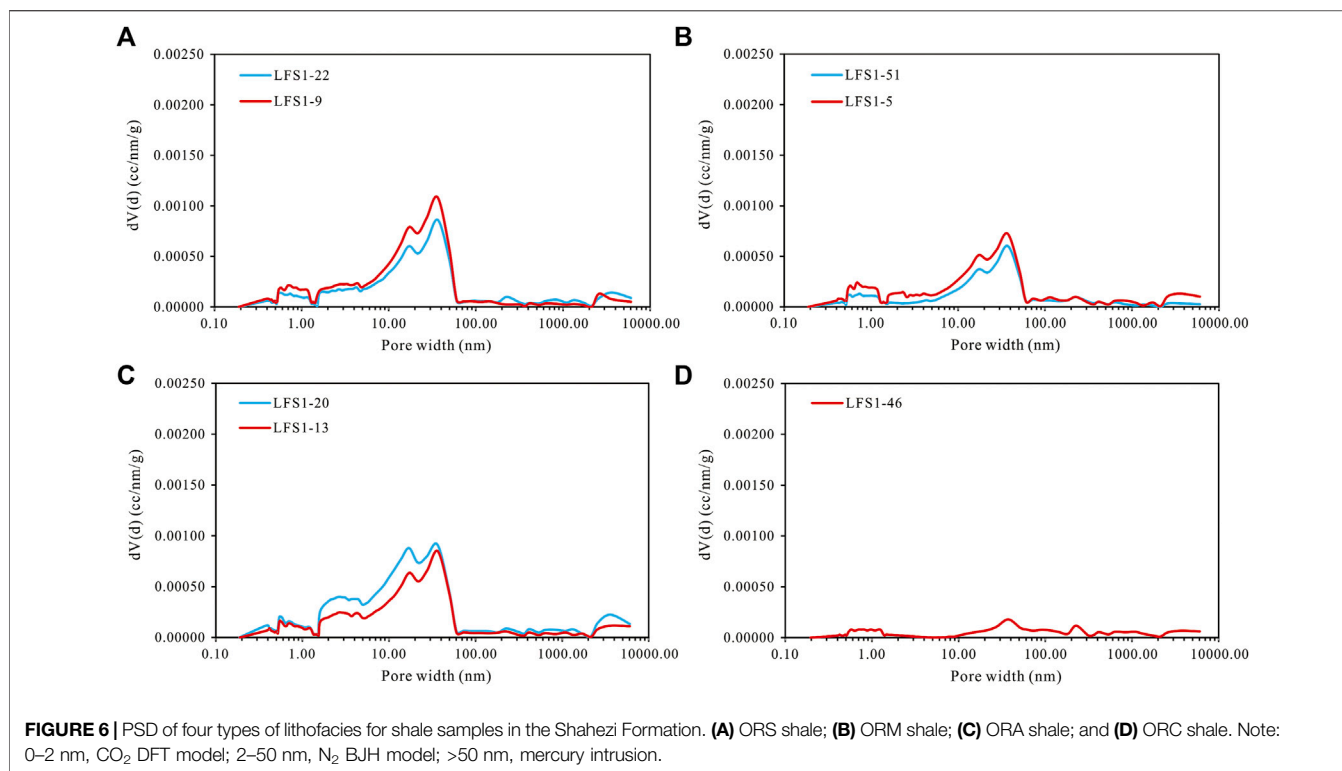 A
0.00250
0.00200
0.00150
0.00100
0.00050
0.00000
dV(d) (cc/nm/g)
LFS1-22
LFS1-9
0.10 1.00 10.00 100.00 1000.00 10000.00
Pore width (nm)
B
0.00250
0.00200
0.00150
0.00100
0.00050
0.00000
dV(d) (cc/nm/g)
LFS1-51
LFS1-5
0.10 1.00 10.00 100.00 1000.00 10000.00
Pore width (nm)
C
0.00250
0.00200
0.00150
0.00100
0.00050
0.00000
dV(d) (cc/nm/g)
LFS1-20
LFS1-13
0.10 1.00 10.00 100.00 1000.00 10000.00
Pore width (nm)
D
0.00250
0.00200
0.00150
0.00100
0.00050
0.00000
dV(d) (cc/nm/g)
LFS1-46
0.10 1.00 10.00 100.00 1000.00 10000.00
Pore width (nm)
FIGURE 6 | PSD of four types of lithofacies for shale samples in the Shahezi Formation. (A) ORS shale; (B) ORM shale; (C) ORA shale; and (D) ORC shale. Note:
0–2 nm, CO₂ DFT model; 2–50 nm, N₂ BJH model; >50 nm, mercury intrusion.